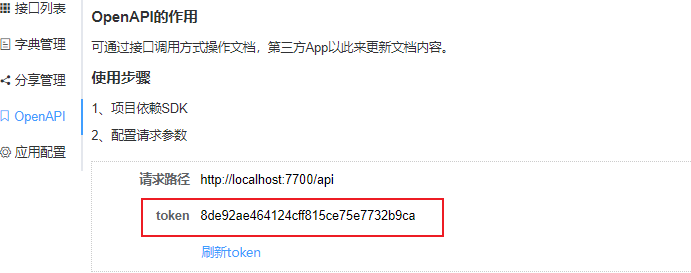 接口列表
字典管理
分享管理
OpenAPI
应用配置
OpenAPI的作用
可通过接口调用方式操作文档，第三方App以此来更新文档内容。
使用步骤
1、项目依赖SDK
2、配置请求参数
请求路径 http://localhost:7700/api
token 8de92ae464124cff815ce75e7732b9ca
刷新token